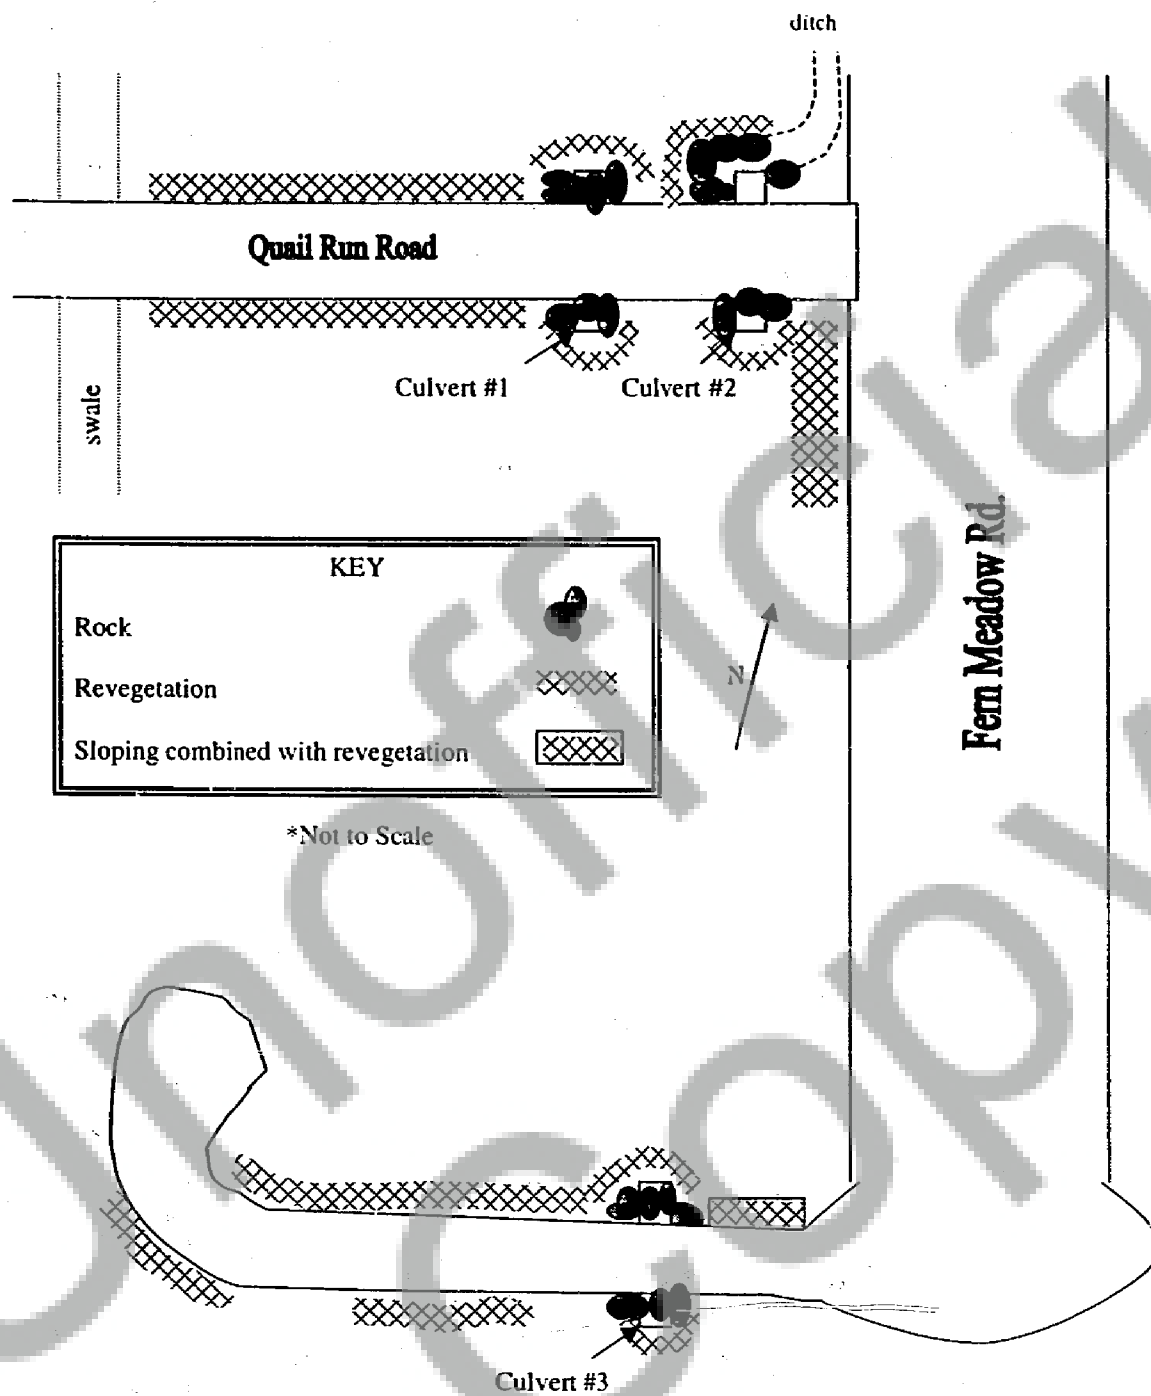 ditch
Quail Run Road
Culvert #1
Culvert #2
swale
KEY
Rock
Revegetation
Sloping combined with revegetation
N
Fern Meadow Rd.
*Not to Scale
Culvert #3
Unofficial
Copy